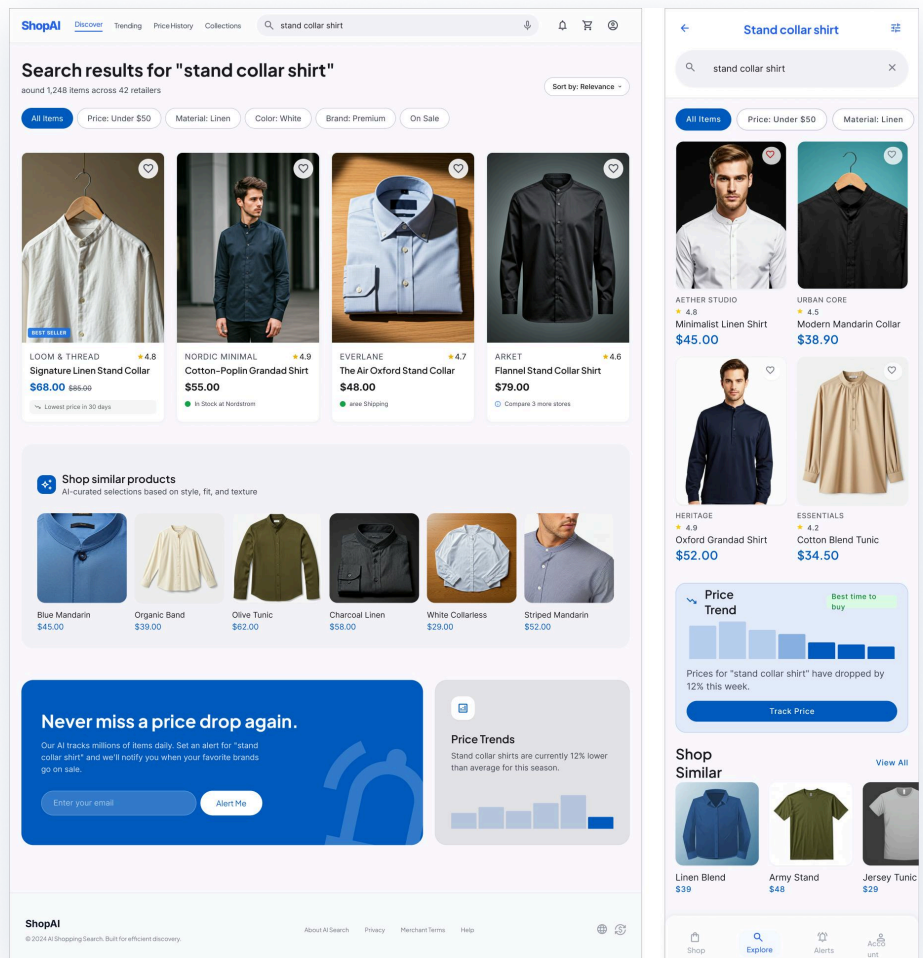 ShopAI
Discover
Trending
Price History
Collections
stand collar shirt
Search results for "stand collar shirt"
aound 1,248 items across 42 retailers
Sort by: Relevance
All Items
Price: Under $50
Material: Linen
Color: White
Brand: Premium
On Sale
BEST SELLER
LOOM & THREAD
4.8
Signature Linen Stand Collar
$68.00 $85.00
Lowest price in 30 days
NORDIC MINIMAL
4.9
Cotton-Poplin Grandad Shirt
$55.00
in Stock at Nordstrom
EVERLANE
4.7
The Air Oxford Stand Collar
$48.00
aree Shipping
ARKET
4.6
Flannel Stand Collar Shirt
$79.00
Compare 3 more stores
Shop similar products
AI-curated selections based on style, fit, and texture
Blue Mandarin
$45.00
Organic Band
$39.00
Olive Tunic
$62.00
Charcoal Linen
$58.00
White Collarless
$29.00
Striped Mandarin
$52.00
Never miss a price drop again.
Our AI tracks millions of items daily. Set an alert for "stand
collar shirt" and we'll notify you when your favorite brands
go on sale.
Enter your email
Alert Me
Price Trends
Stand collar shirts are currently 12% lower
than average for this season.
ShopAI
© 2024 AI Shopping Search. Built for efficient discovery.
About AI Search
Privacy
Merchant Terms
Help
Stand collar shirt
stand collar shirt
All Items
Price: Under $50
Material: Linen
AETHER STUDIO
4.8
Minimalist Linen Shirt
$45.00
URBAN CORE
4.5
Modern Mandarin Collar
$38.90
HERITAGE
4.9
Oxford Grandad Shirt
$52.00
ESSENTIALS
4.2
Cotton Blend Tunic
$34.50
Price
Trend
Best time to
buy
Prices for "stand collar shirt" have dropped by
12% this week.
Track Price
Shop
Similar
View All
Linen Blend
$39
Army Stand
$48
Jersey Tunic
$29
Shop
Explore
Alerts
Acco
unt